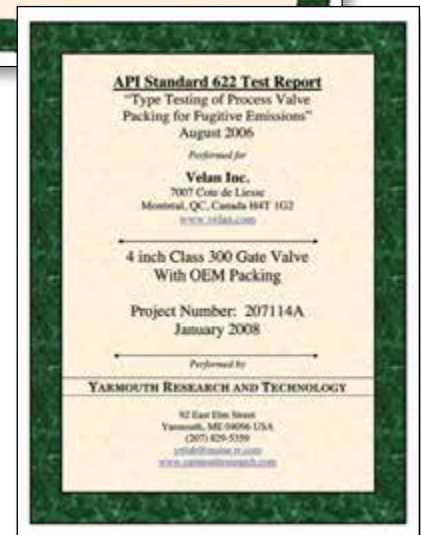 API Standard 622 Test Report
"Type Testing of Process Valve
Packing for Fugitive Emissions"
August 2006
Performed for
Velan Inc.
7007 Cote de Liesse
Montreal, QC, Canada H4T 1G2
www.velan.com
4 inch Class 300 Gate Valve
With OEM Packing
Project Number: 207114A
January 2008
Performed by
YARMOUTH RESEARCH AND TECHNOLOGY
92 East Elm Street
Yarmouth, ME 04096 USA
(207) 829-5359
www.yarmouthresearch.com